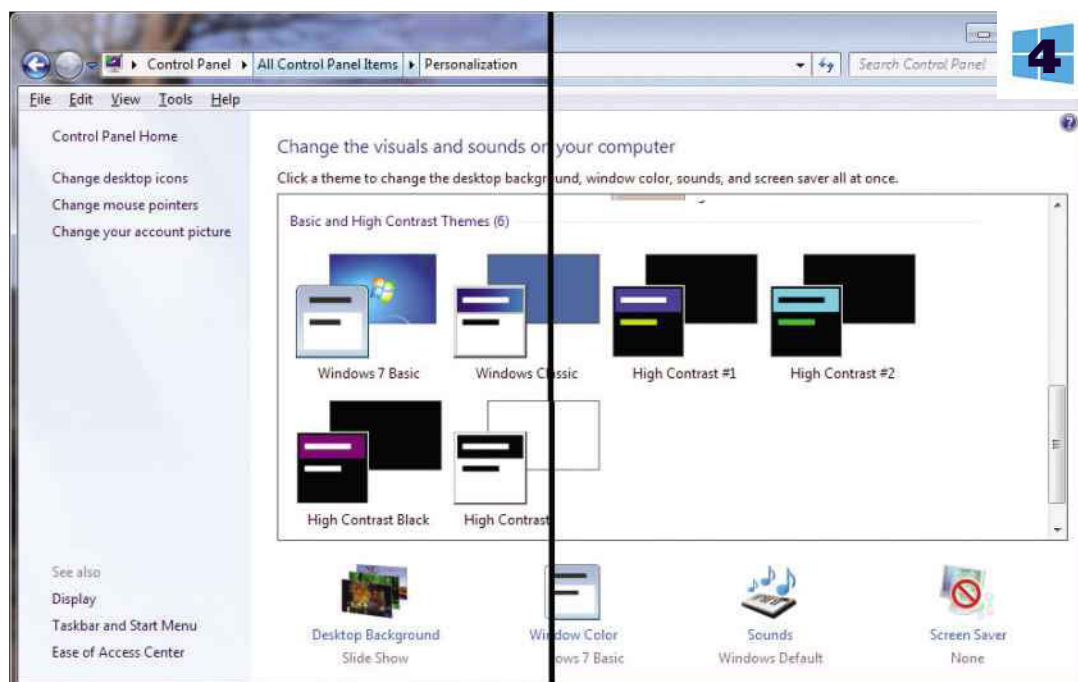 4
Control Panel All Control Panel Items Personalization Search Control Panel
File Edit View Tools Help
Control Panel Home
Change desktop icons
Change mouse pointers
Change your account picture
Change the visuals and sounds on your computer
Click a theme to change the desktop background, window color, sounds, and screen saver all at once.
Basic and High Contrast Themes (6)
Windows 7 Basic Windows Classic High Contrast #1 High Contrast #2
High Contrast Black High Contrast
See also
Display
Taskbar and Start Menu
Ease of Access Center
Desktop Background Window Color Sounds Screen Saver
Slide Show 7 Basic Windows Default None